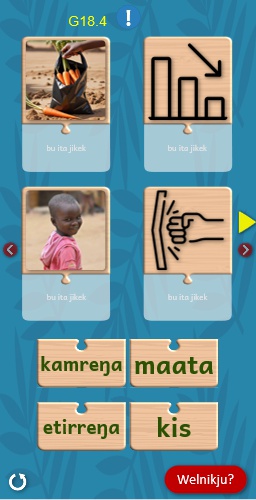 G18.4
!
bu ita jikek
bu ita jikek
bu ita jikek
bu ita jikek
kamreŋa
maata
etirreŋa
kis
Welnikju?